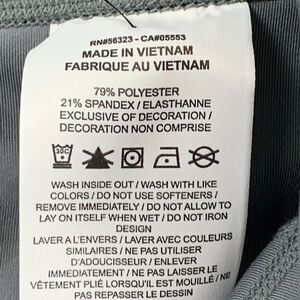 RN#56323 - CA#05553
MADE IN VIETNAM
FABRIQUE AU VIETNAM
79% POLYESTER
21% SPANDEX / ELASTHANNE
EXCLUSIVE OF DECORATION /
DECORATION NON COMPRISE
30C
WASH INSIDE OUT / WASH WITH LIKE
COLORS / DO NOT USE SOFTENERS /
REMOVE IMMEDIATELY / DO NOT ALLOW TO
LAY ON ITSELF WHEN WET / DO NOT IRON
DESIGN
LAVER A L'ENVERS / LAVER AVEC COULEURS
SIMILAIRES / NE PAS UTILISER
D'ADOUCISSEUR / ENLEVER
IMMEDIATEMENT / NE PAS LAISSER LE
VÊTEMENT PLIÉ LORSQU'IL EST MOUILLÉ / NE
PAS REPASSER LE DESSIN